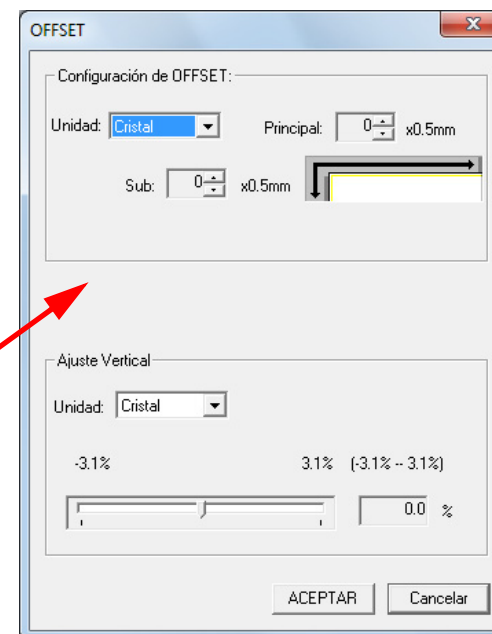 OFFSET
Configuración de OFFSET:
Unidad: Cristal Principal: 0 x0.5mm
Sub: 0 x0.5mm
Ajuste Vertical
Unidad: Cristal
-3.1% 3.1% (-3.1% -- 3.1%)
0.0 %
ACEPTAR Cancelar